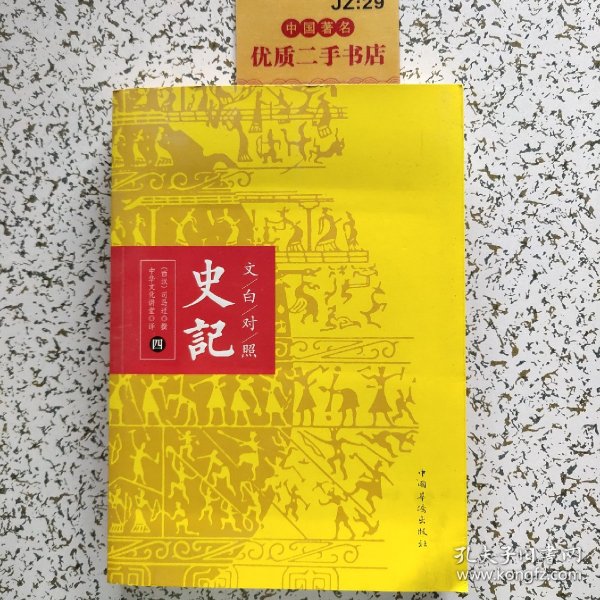 JZ:29
中国著名
优质二手书店
文/白/对/照
史記
(西汉)司马迁◎撰
中华文化讲堂◎译
四
中国华侨出版社
孔夫子旧书网
www.kongfz.com